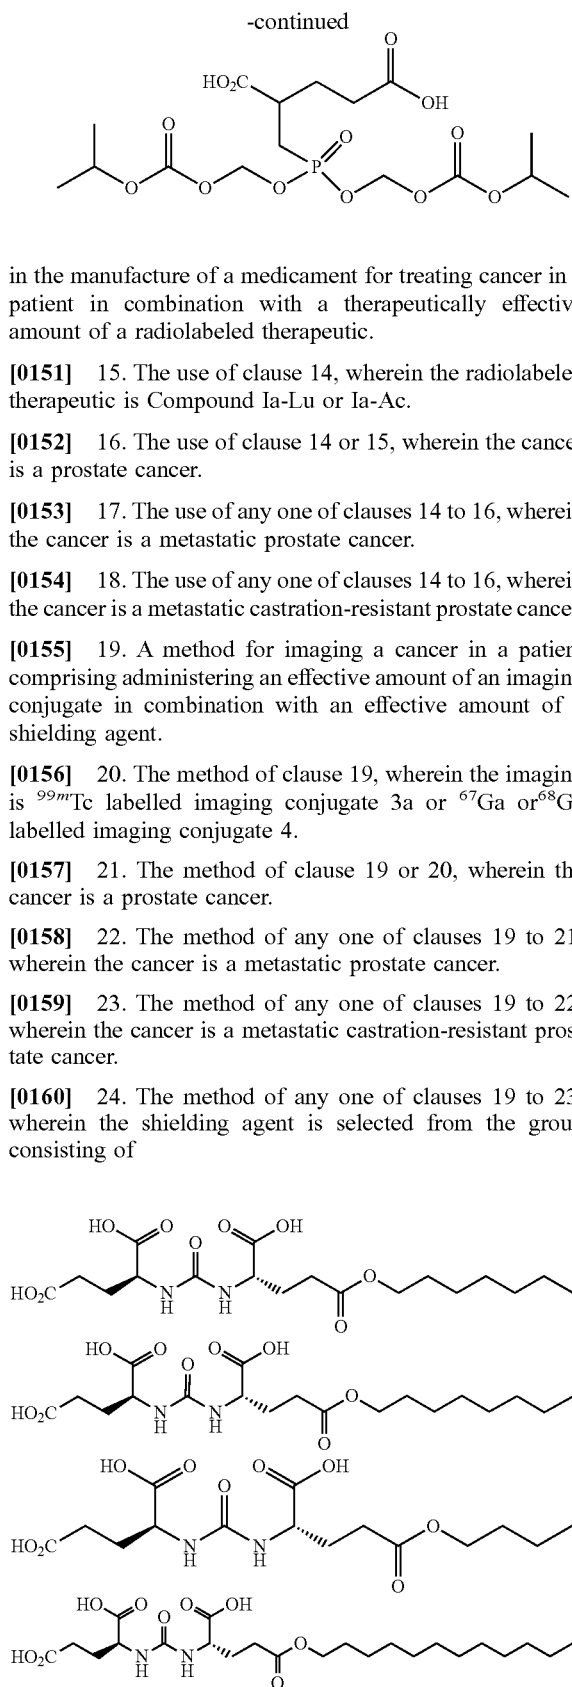 -continued
HO₂C O OH
O O P O O O O O O
in the manufacture of a medicament for treating cancer in
patient in combination with a therapeutically effectiv
amount of a radiolabeled therapeutic.
[0151] 15. The use of clause 14, wherein the radiolabele
therapeutic is Compound Ia-Lu or Ia-Ac.
[0152] 16. The use of clause 14 or 15, wherein the cance
is a prostate cancer.
[0153] 17. The use of any one of clauses 14 to 16, wherei
the cancer is a metastatic prostate cancer.
[0154] 18. The use of any one of clauses 14 to 16, wherei
the cancer is a metastatic castration-resistant prostate cance
[0155] 19. A method for imaging a cancer in a patien
comprising administering an effective amount of an imagin
conjugate in combination with an effective amount of
shielding agent.
[0156] 20. The method of clause 19, wherein the imagin
is ⁹⁹ᵐTc labelled imaging conjugate 3a or ⁶⁷Ga or⁶⁸G
labelled imaging conjugate 4.
[0157] 21. The method of clause 19 or 20, wherein th
cancer is a prostate cancer.
[0158] 22. The method of any one of clauses 19 to 21
wherein the cancer is a metastatic prostate cancer.
[0159] 23. The method of any one of clauses 19 to 22
wherein the cancer is a metastatic castration-resistant pros-
tate cancer.
[0160] 24. The method of any one of clauses 19 to 23
wherein the shielding agent is selected from the grou
consisting of
HO O O O OH
HO₂C N H N H O O
HO O O O OH
HO₂C N H N H O O
HO O O O OH
HO₂C N H N H O O
HO O O O OH
HO₂C N H N H O O